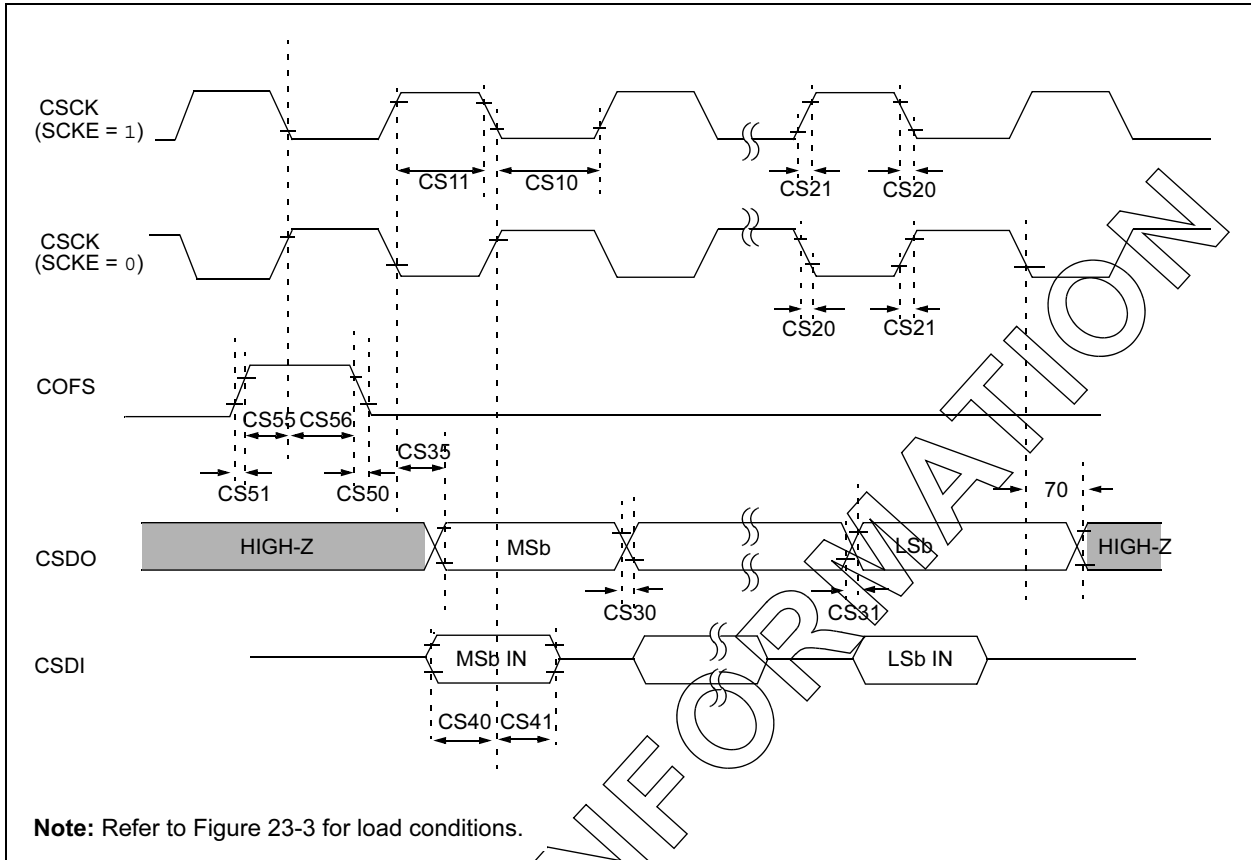 CSCK
(SCKE = 1)
CS11
CS10
CS21
CS20
CSCK
(SCKE = 0)
CS20
CS21
COFS
CS55
CS56
CS35
CS51
CS50
70
CSDO
HIGH-Z
MSb
LSb
HIGH-Z
CS30
CS31
CSDI
MSb IN
LSb IN
CS40
CS41
NFORMATION
Note: Refer to Figure 23-3 for load conditions.